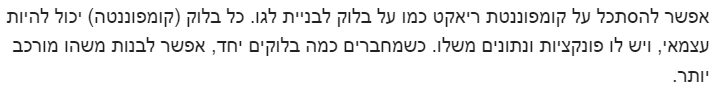 אפשר להסתכל על קומפוננטת ריאקט כמו על בלוק לבניית לגו. כל בלוק (קומפוננטה) יכול להיות
עצמאי, ויש לו פונקציות ונתונים משלו. כשמחברים כמה בלוקים יחד, אפשר לבנות משהו מורכב
יותר.